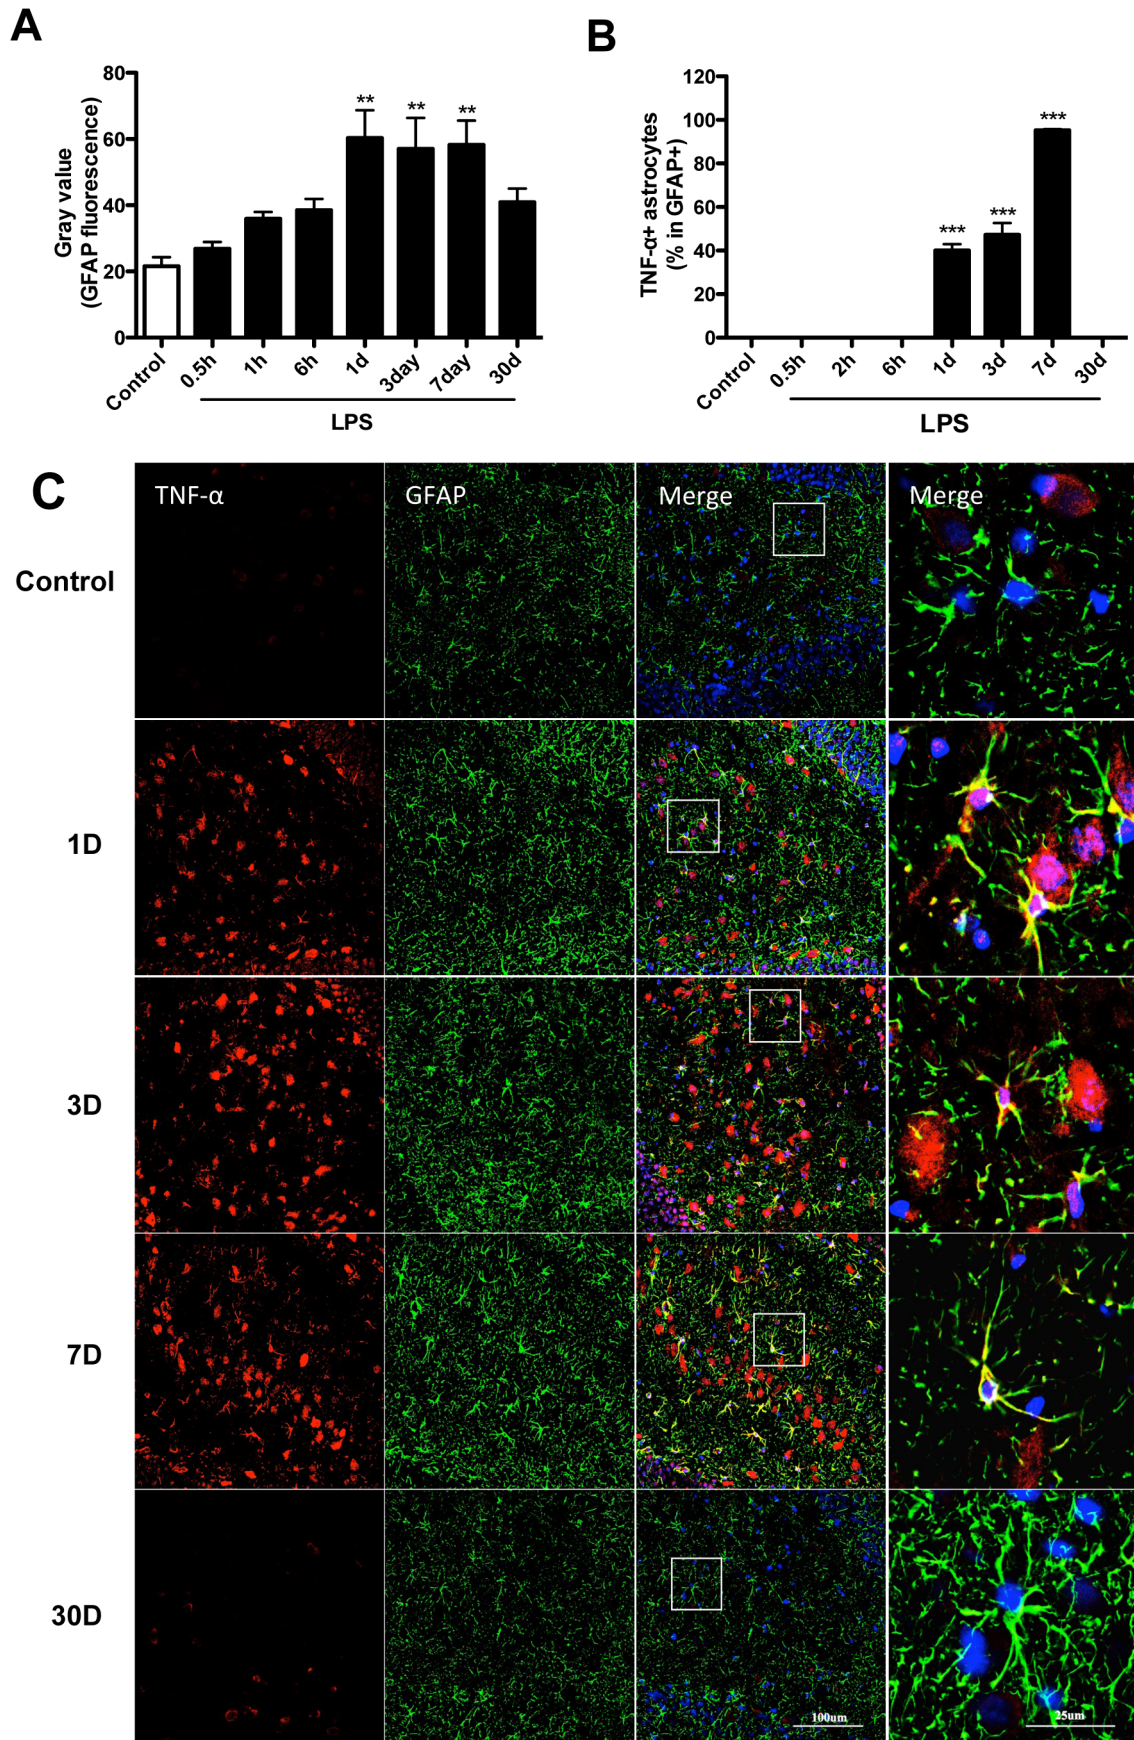 A
B
80
60
40
20
0
Gray value
(GFAP fluorescence)
**
**
**
Control
0.5h
1h
6h
1d
3day
7day
30d
LPS
120
100
80
60
40
20
0
TNF-α+ astrocytes
(% in GFAP+)
***
***
***
Control
0.5h
2h
6h
1d
3d
7d
30d
LPS
C
TNF-α
GFAP
Merge
Merge
Control
1D
3D
7D
30D
100um
25um